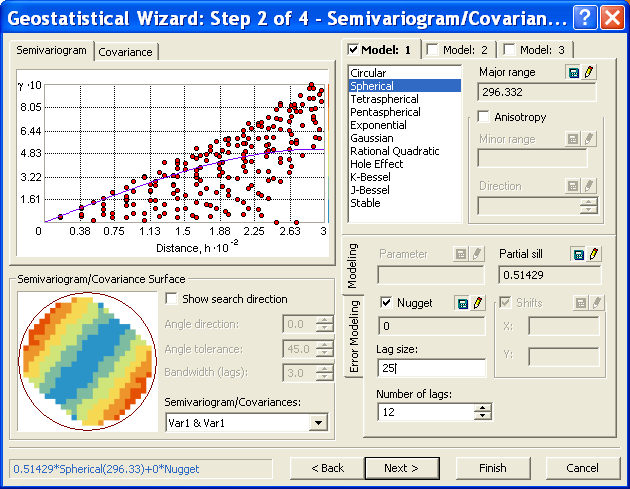 Geostatistical Wizard: Step 2 of 4 - Semivariogram/Covarian...
Semivariogram Covariance
γ · 10
8.05
6.44
4.83
3.22
1.61
0 0.38 0.75 1.13 1.5 1.88 2.25 2.63 3
Distance, h · 10⁻²
Semivariogram/Covariance Surface
Show search direction
Angle direction: 0.0
Angle tolerance: 45.0
Bandwidth (lags): 3.0
Semivariogram/Covariances:
Var1 & Var1
Model: 1 Model: 2 Model: 3
Circular
Spherical
Tetraspherical
Pentaspherical
Exponential
Gaussian
Rational Quadratic
Hole Effect
K-Bessel
J-Bessel
Stable
Major range
296.332
Anisotropy
Minor range
Direction
Modeling
Error Modeling
Parameter
Partial sill
0.51429
Nugget
0
Shifts
X:
Y:
Lag size:
25
Number of lags:
12
0.51429*Spherical(296.33)+0*Nugget
< Back Next > Finish Cancel